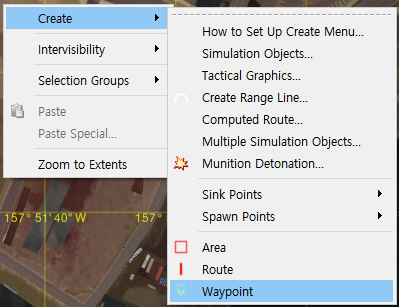 Create
Intervisibility
Selection Groups
Paste
Paste Special...
Zoom to Extents
How to Set Up Create Menu...
Simulation Objects...
Tactical Graphics...
Create Range Line...
Computed Route...
Multiple Simulation Objects...
Munition Detonation...
Sink Points
Spawn Points
Area
Route
Waypoint
157° 51' 40" W
157°